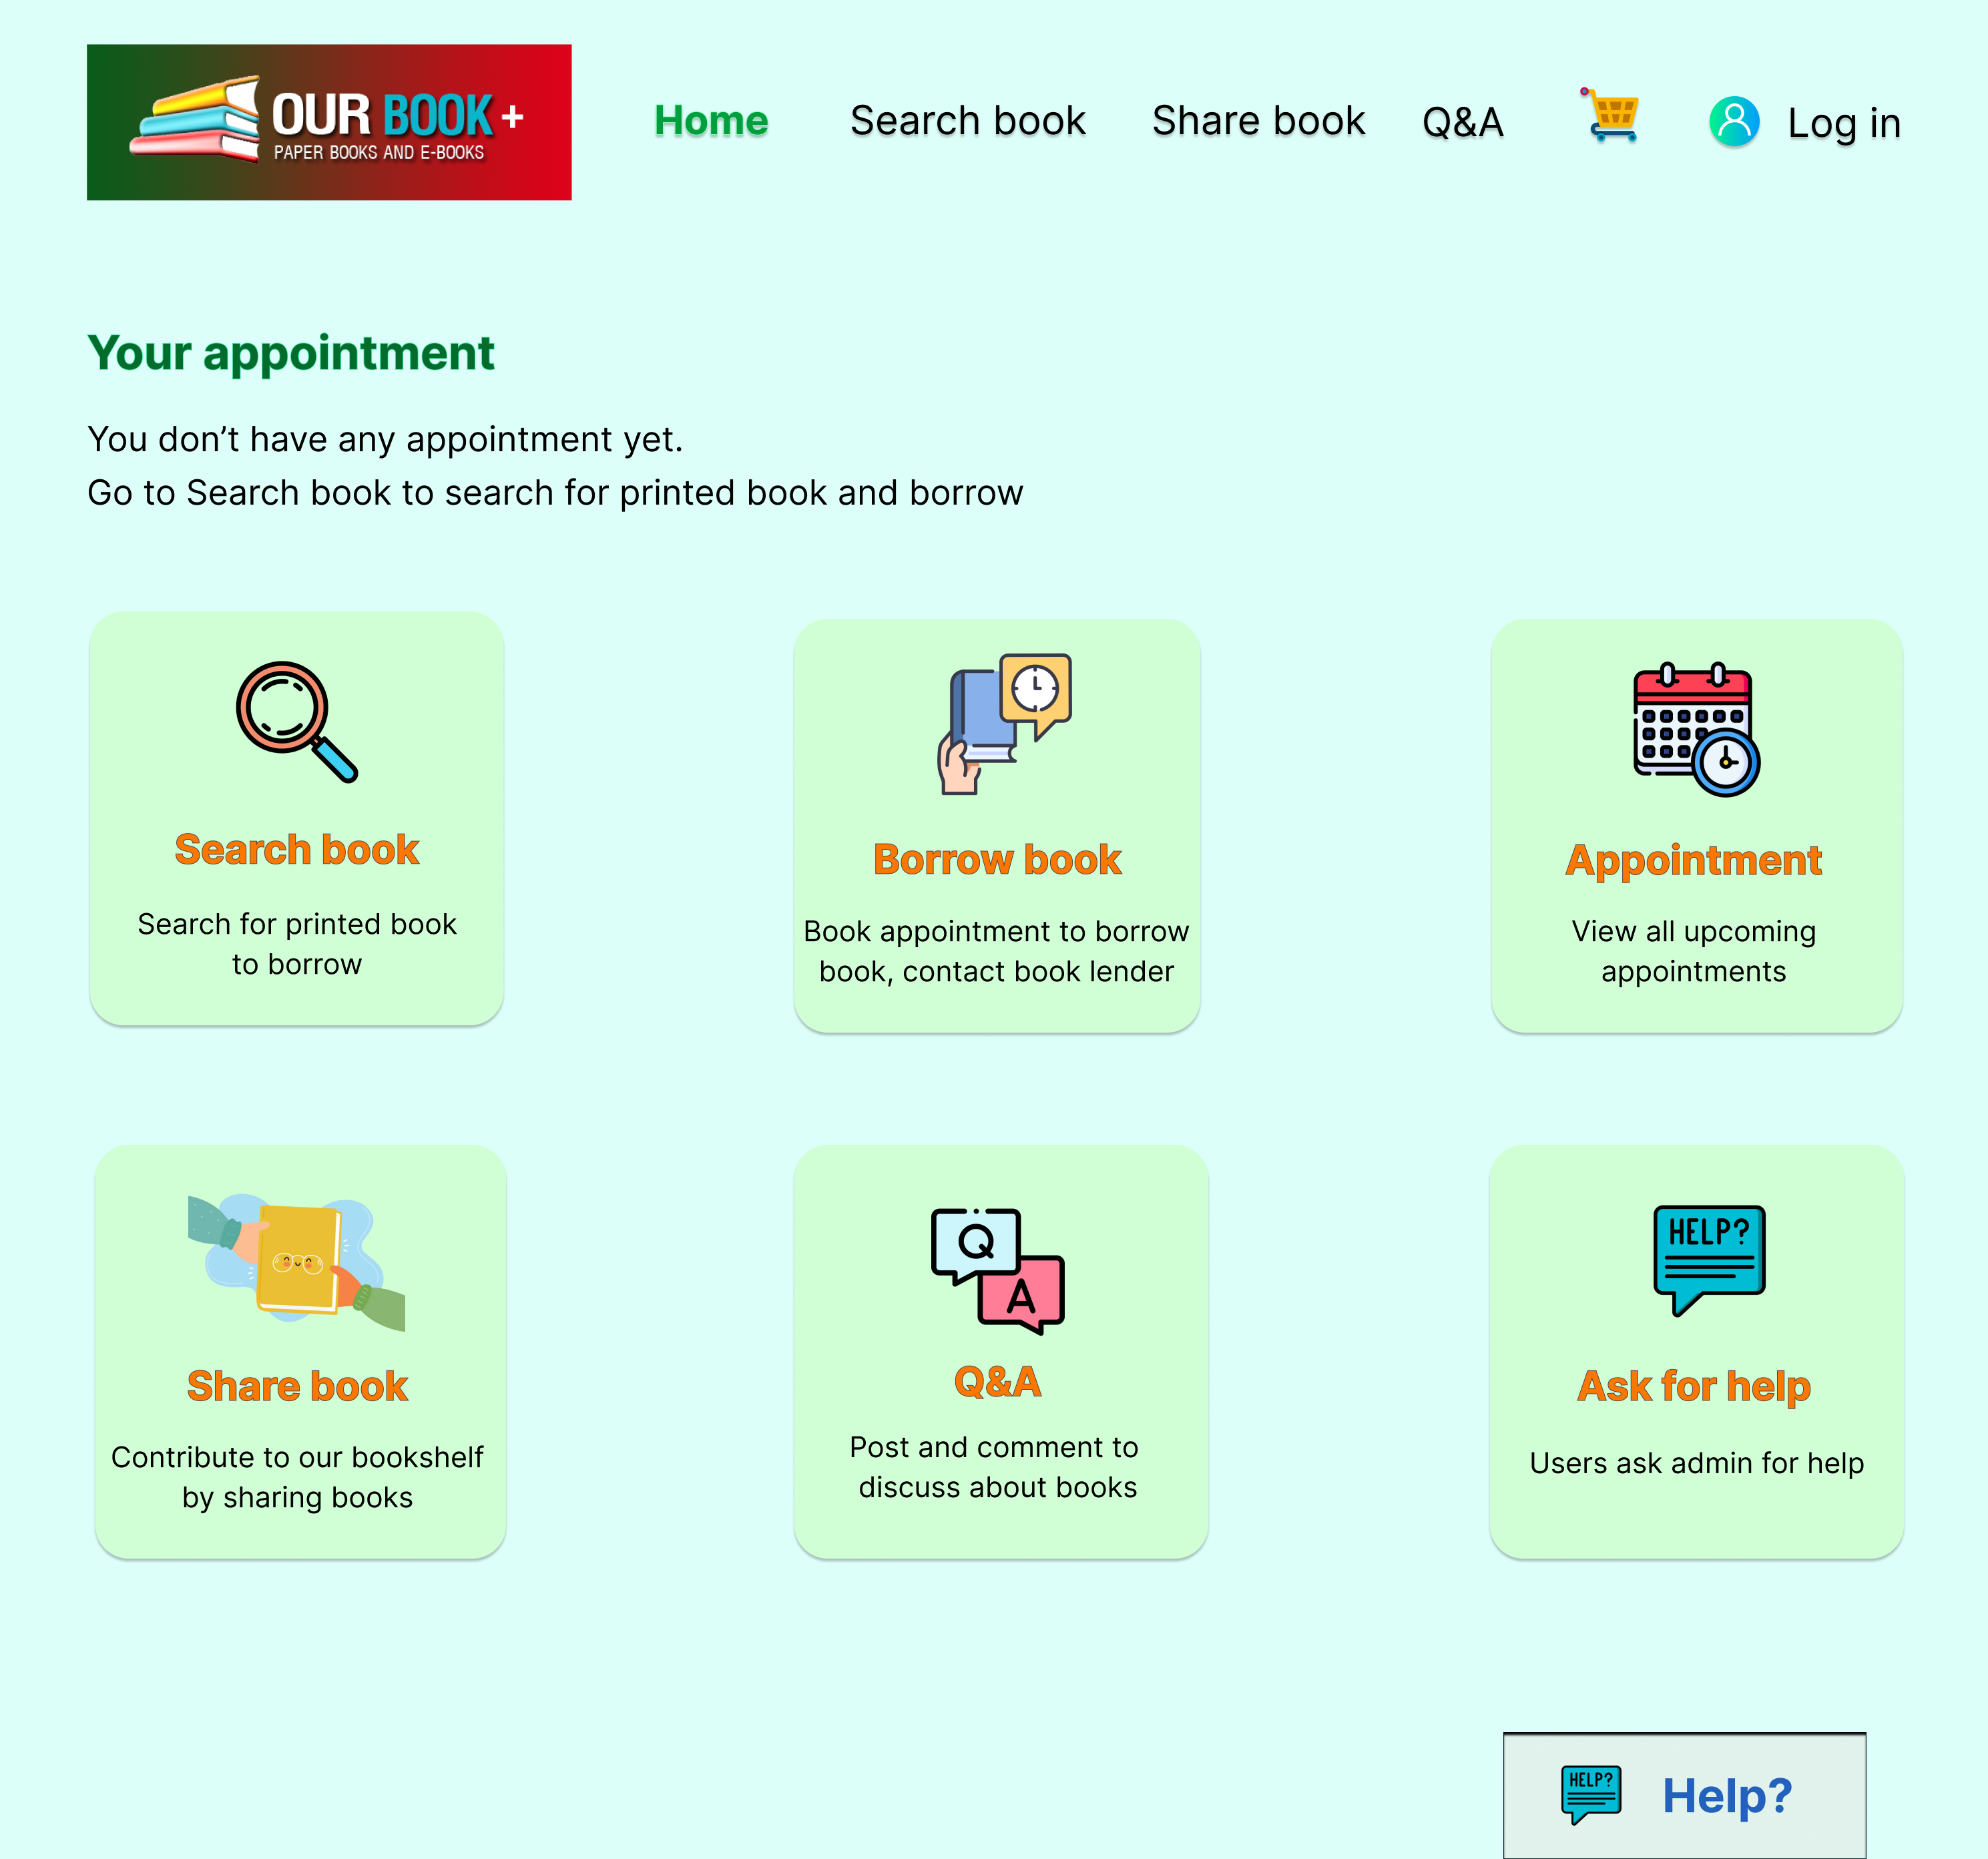 OUR BOOK +
PAPER BOOKS AND E-BOOKS
Home
Search book
Share book
Q&A
Log in
Your appointment
You don’t have any appointment yet.
Go to Search book to search for printed book and borrow
Search book
Search for printed book
to borrow
Borrow book
Book appointment to borrow
book, contact book lender
Appointment
View all upcoming
appointments
Share book
Contribute to our bookshelf
by sharing books
Q
A
Q&A
Post and comment to
discuss about books
HELP?
Ask for help
Users ask admin for help
HELP?
Help?